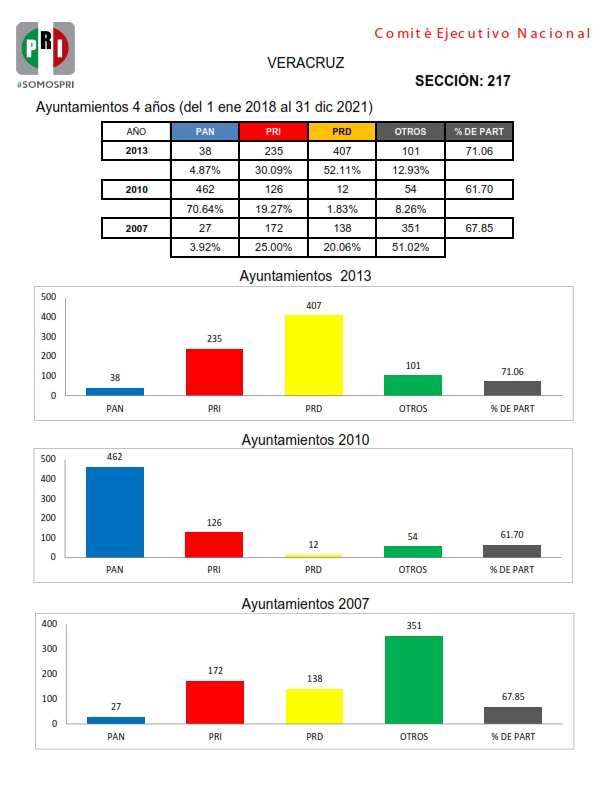 Comité Ejecutivo Nacional
PRI
#SOMOSPRI
VERACRUZ
SECCIÓN: 217
Ayuntamientos 4 años (del 1 ene 2018 al 31 dic 2021)
AÑO PAN PRI PRD OTROS % DE PART
2013 38 235 407 101 71.06
4.87% 30.09% 52.11% 12.93%
2010 462 126 12 54 61.70
70.64% 19.27% 1.83% 8.26%
2007 27 172 138 351 67.85
3.92% 25.00% 20.06% 51.02%
Ayuntamientos 2013
500
400
300
200
100
0
38 235 407 101 71.06
PAN PRI PRD OTROS % DE PART
Ayuntamientos 2010
500
400
300
200
100
0
462 126 12 54 61.70
PAN PRI PRD OTROS % DE PART
Ayuntamientos 2007
400
300
200
100
0
27 172 138 351 67.85
PAN PRI PRD OTROS % DE PART